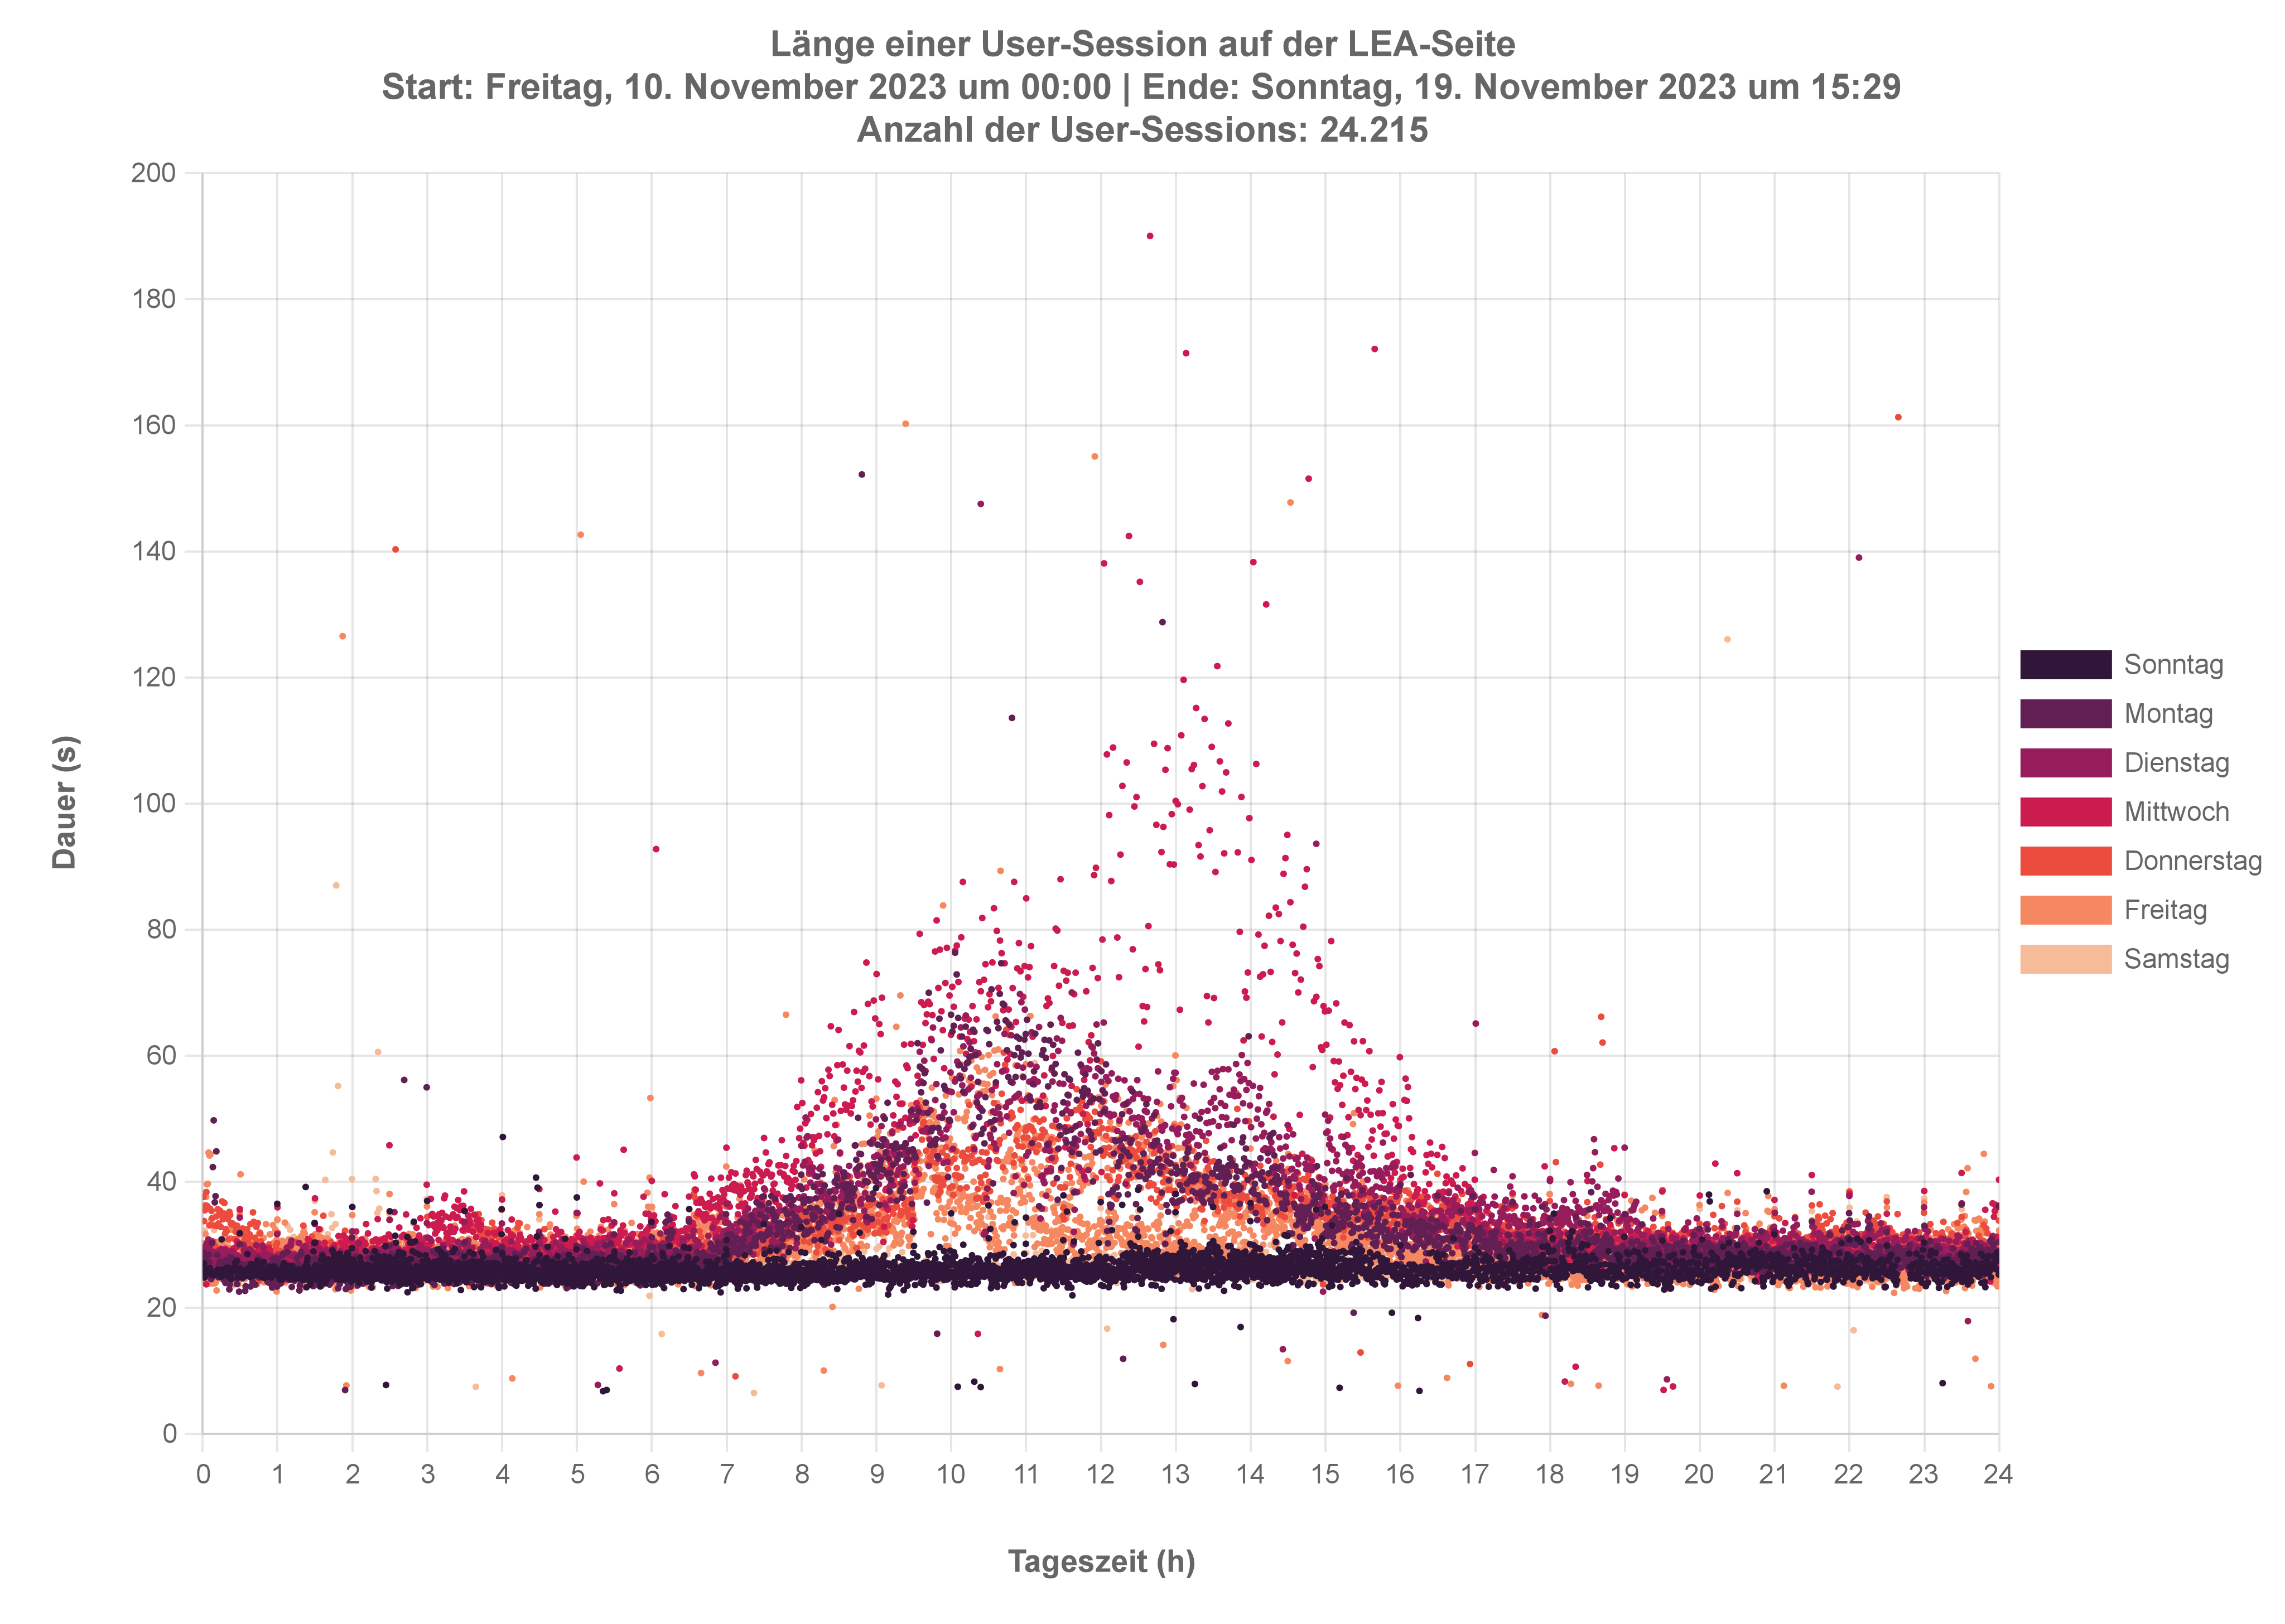 Länge einer User-Session auf der LEA-Seite
Start: Freitag, 10. November 2023 um 00:00 | Ende: Sonntag, 19. November 2023 um 15:29
Anzahl der User-Sessions: 24.215
200
180
160
140
120
100
80
60
40
20
0
Dauer (s)
0 1 2 3 4 5 6 7 8 9 10 11 12 13 14 15 16 17 18 19 20 21 22 23 24
Tageszeit (h)
Sonntag
Montag
Dienstag
Mittwoch
Donnerstag
Freitag
Samstag